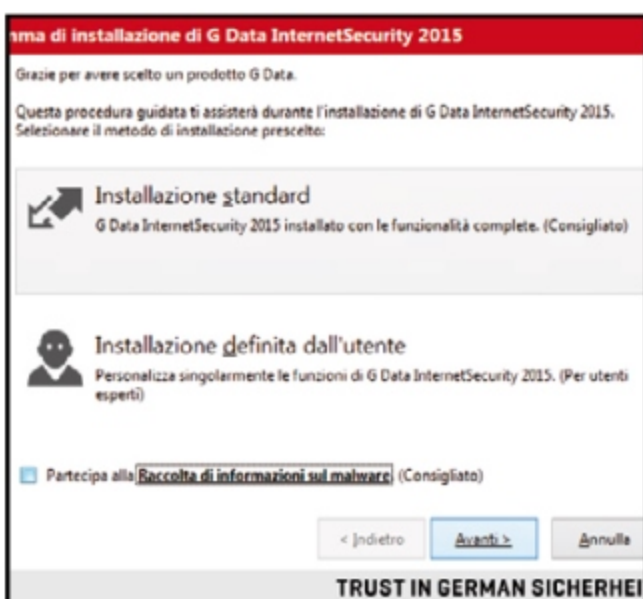 mma di installazione di G Data InternetSecurity 2015
Grazie per avere scelto un prodotto G Data.
Questa procedura guidata ti assisterà durante l'installazione di G Data InternetSecurity 2015.
Selezionare il metodo di installazione prescelto:
Installazione standard
G Data InternetSecurity 2015 installato con le funzionalità complete. (Consigliato)
Installazione definita dall'utente
Personalizza singolarmente le funzioni di G Data InternetSecurity 2015. (Per utenti
esperti)
Partecipa alla Raccolta di informazioni sul malware (Consigliato)
< Indietro Avanti > Annulla
TRUST IN GERMAN SICHERHEI